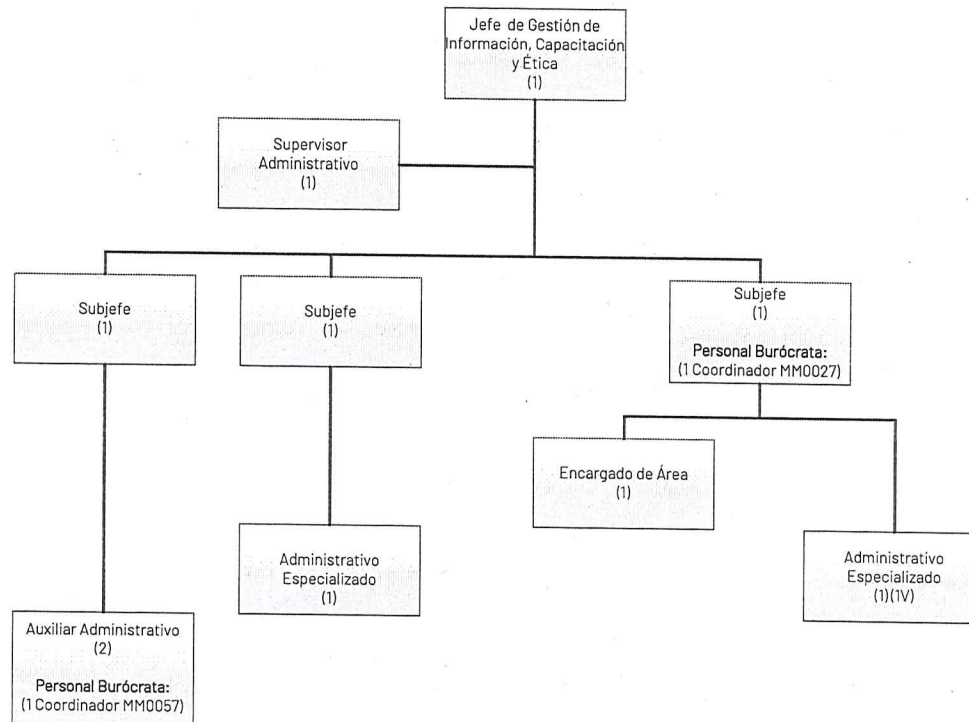 Jefe de Gestión de
Información, Capacitación
y Ética
(1)
Supervisor
Administrativo
(1)
Subjefe
(1)
Subjefe
(1)
Subjefe
(1)
Personal Burócrata:
(1 Coordinador MM0027)
Encargado de Área
(1)
Administrativo
Especializado
(1)
Administrativo
Especializado
(1)(1V)
Auxiliar Administrativo
(2)
Personal Burócrata:
(1 Coordinador MM0057)